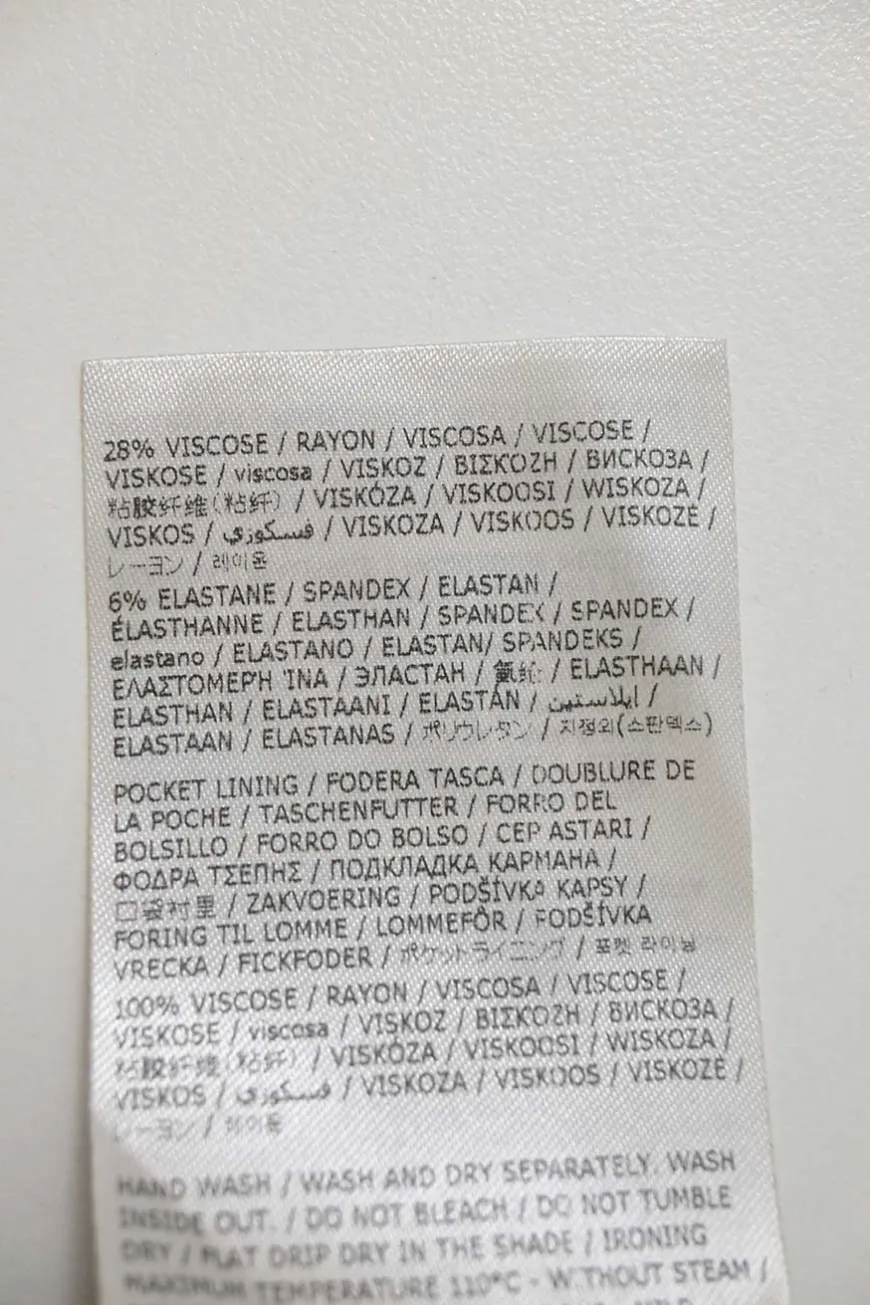 28% VISCOSE / RAYON / VISCOSA / VISCOSE /
VISKOSE / viscosa / VISKOZ / ΒΙΣΚΌΖΗ / ВИСКОЗА /
粘胶纤维(粘纤) / VISKÓZA / VISKOOSI / WISKOZA /
VISKOS / فسكوزي / VISKOZA / VISKOOS / VISKOZĖ /
レーヨン / 레이온
6% ELASTANE / SPANDEX / ELASTAN /
ÉLASTHANNE / ELASTHAN / SPANDEX / SPANDEX /
elastano / ELASTANO / ELASTAN/ SPANDEKS /
ΕΛΑΣΤΟΜΕΡΉ ΊΝΑ / ЭЛАСТАН / 氨纶 / ELASTHAAN /
ELASTHAN / ELASTAANI / ELASTÁN / ايلاستين /
ELASTAAN / ELASTANAS / ポリウレタン / 지정외(스판덱스)
POCKET LINING / FODERA TASCA / DOUBLURE DE
LA POCHE / TASCHENFUTTER / FORRO DEL
BOLSILLO / FORRO DO BOLSO / CEP ASTARI /
ΦΟΔΡΑ ΤΣΕΠΗΣ / ПОДКЛАДКА КАРМАНА /
口袋衬里 / ZAKVOERING / PODŠÍVKA KAPSY /
FORING TIL LOMME / LOMMEFÔR / PODŠÍVKA
VRECKA / FICKFODER / ポケットライニング / 포켓 라이닝
100% VISCOSE / RAYON / VISCOSA / VISCOSE /
VISKOSE / viscosa / VISKOZ / ΒΙΣΚΌΖΗ / ВИСКОЗА /
粘胶纤维(粘纤) / VISKÓZA / VISKOOSI / WISKOZA /
VISKOS / فسكوزي / VISKOZA / VISKOOS / VISKOZĖ /
レーヨン / 레이온
HAND WASH / WASH AND DRY SEPARATELY. WASH
INSIDE OUT. / DO NOT BLEACH / DO NOT TUMBLE
DRY / FLAT DRIP DRY IN THE SHADE / IRONING
MAXIMUM TEMPERATURE 110°C - WITHOUT STEAM /